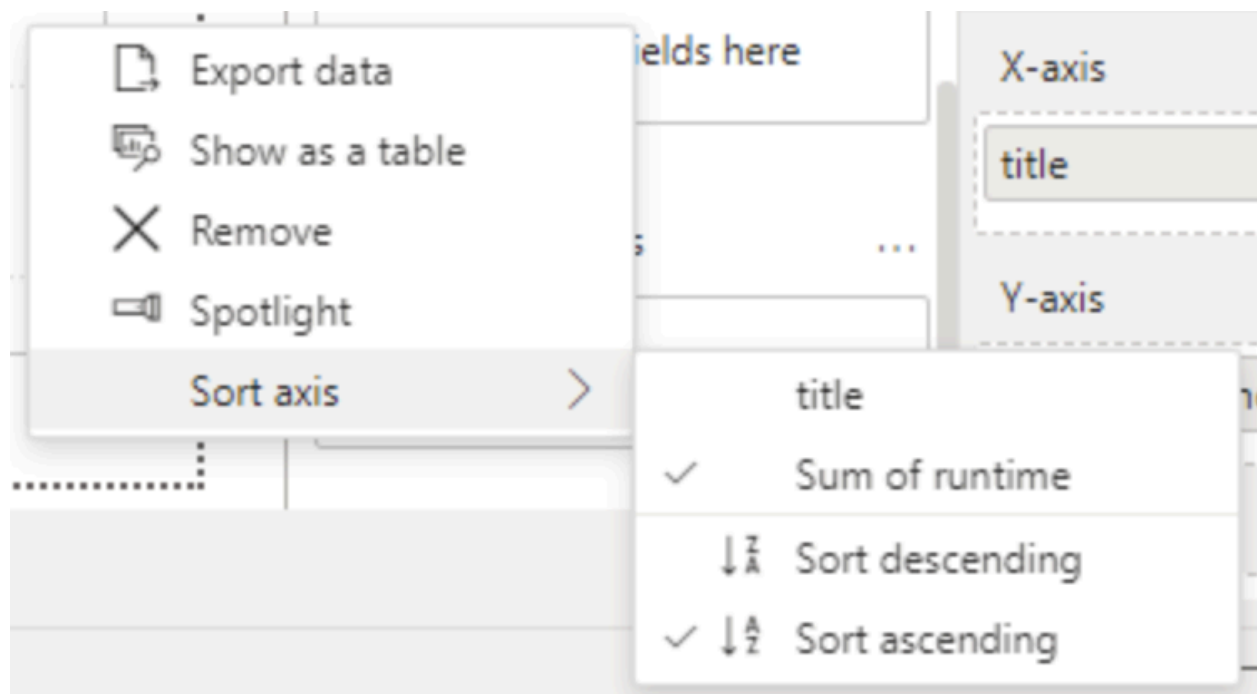 Export data
Show as a table
Remove
Spotlight
Sort axis
here
X-axis
title
...
Y-axis
title
Sum of runtime
Sort descending
Sort ascending